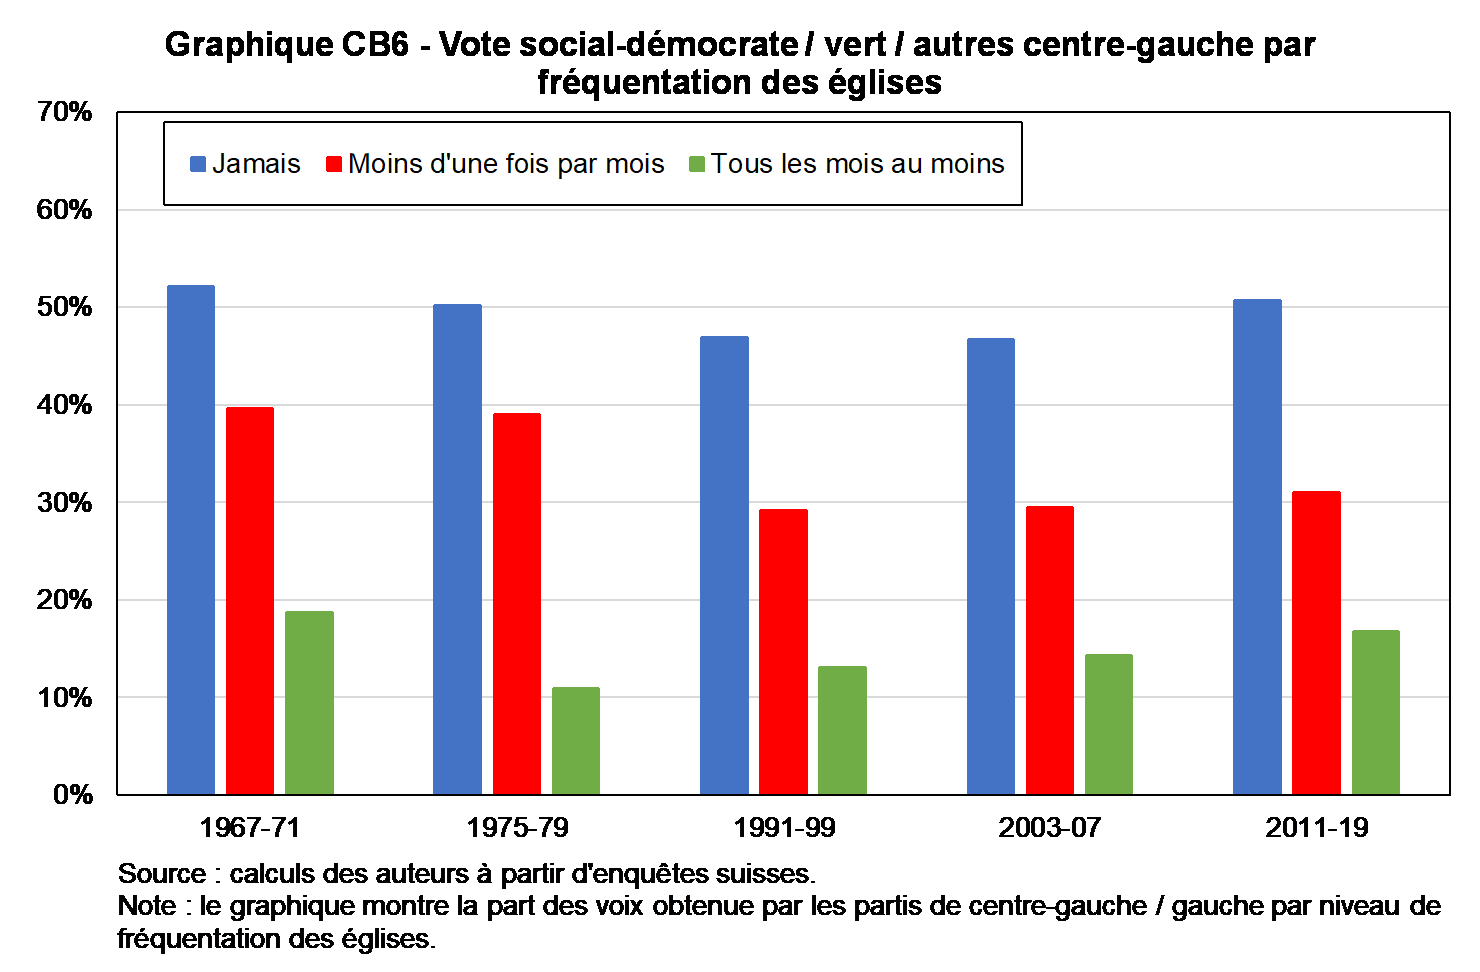 Graphique CB6 - Vote social-démocrate / vert / autres centre-gauche par
fréquentation des églises
70%
Jamais
Moins d'une fois par mois
Tous les mois au moins
60%
50%
40%
30%
20%
10%
0%
1967-71
1975-79
1991-99
2003-07
2011-19
Source : calculs des auteurs à partir d'enquêtes suisses.
Note : le graphique montre la part des voix obtenue par les partis de centre-gauche / gauche par niveau de
fréquentation des églises.